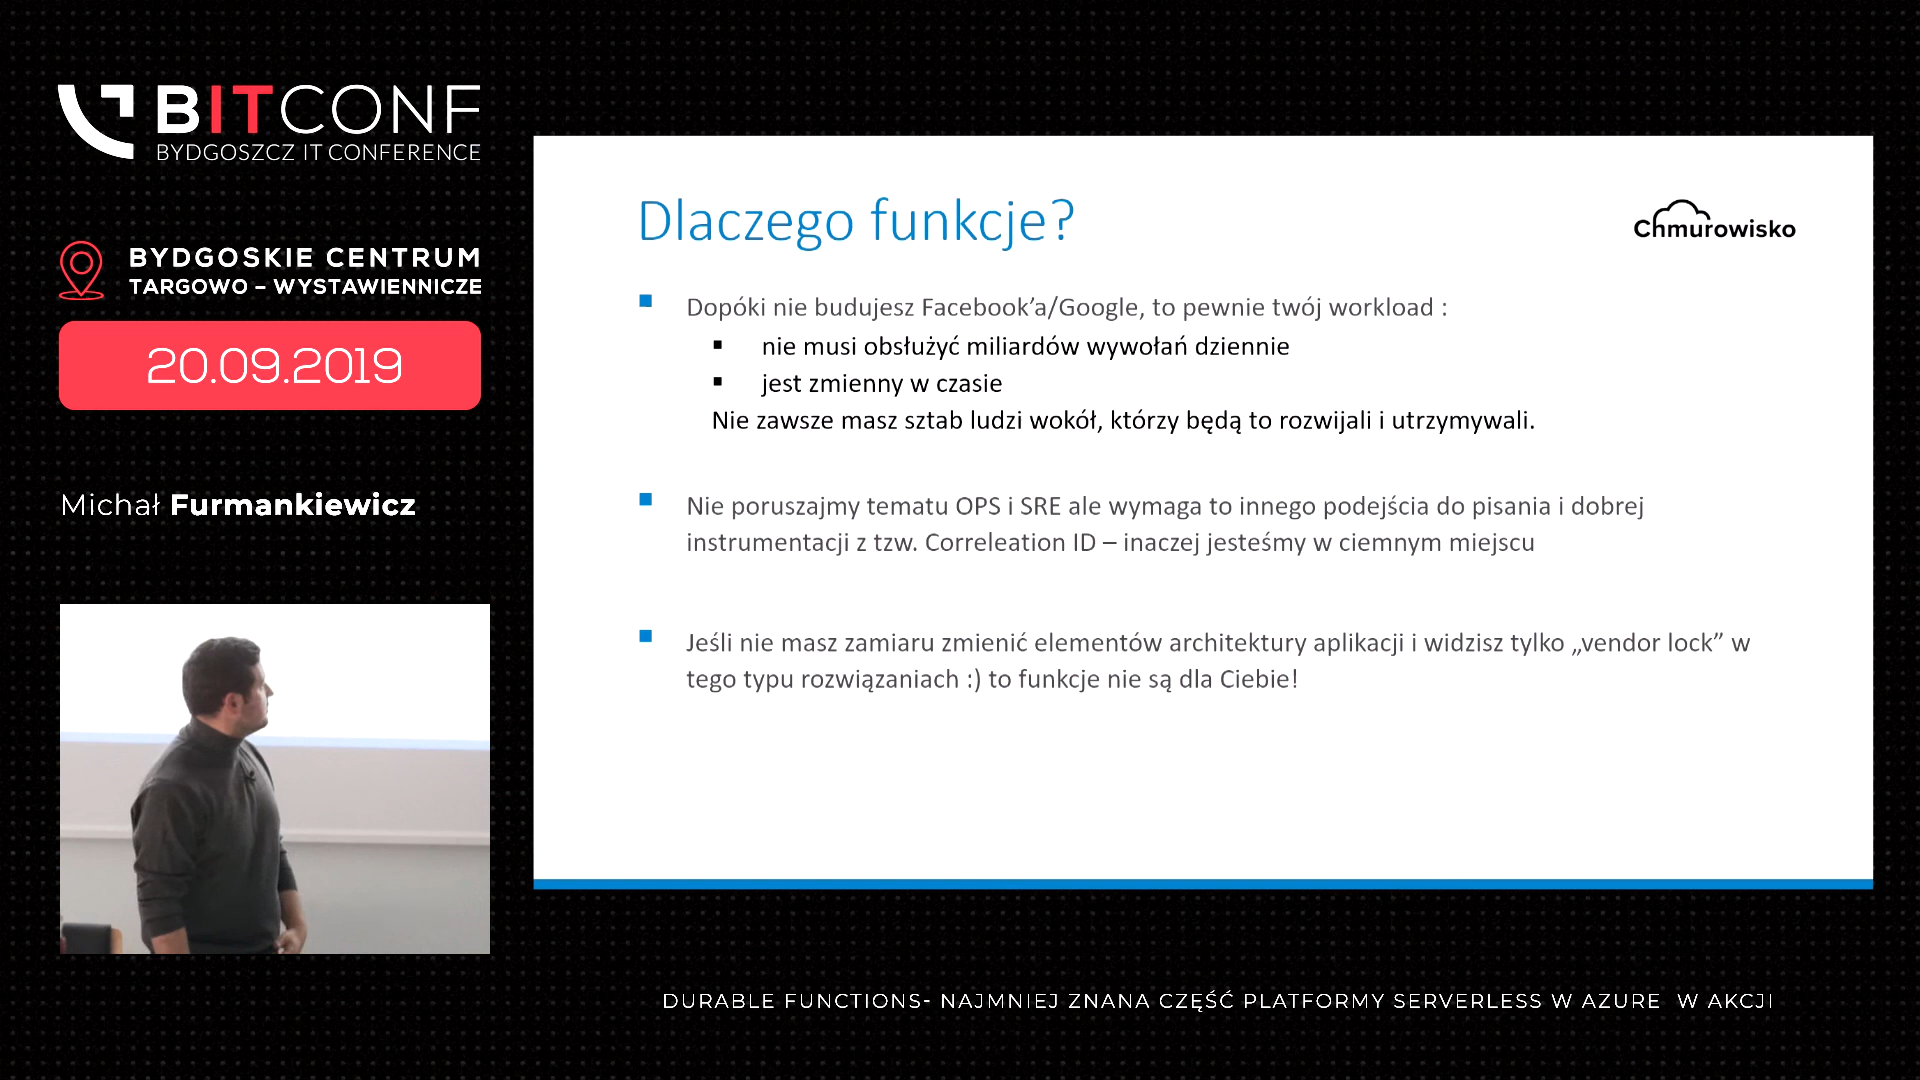 BITCONF
BYDGOSZCZ IT CONFERENCE
BYDGOSKIE CENTRUM
TARGOWO – WYSTAWIENNICZE
20.09.2019
Michał Furmankiewicz
Dlaczego funkcje?
Chmurowisko
Dopóki nie budujesz Facebook’a/Google, to pewnie twój workload :
nie musi obsłużyć miliardów wywołań dziennie
jest zmienny w czasie
Nie zawsze masz sztab ludzi wokół, którzy będą to rozwijali i utrzymywali.
Nie poruszajmy tematu OPS i SRE ale wymaga to innego podejścia do pisania i dobrej
instrumentacji z tzw. Correleation ID – inaczej jesteśmy w ciemnym miejscu
Jeśli nie masz zamiaru zmienić elementów architektury aplikacji i widzisz tylko „vendor lock” w
tego typu rozwiązaniach :) to funkcje nie są dla Ciebie!
DURABLE FUNCTIONS- NAJMNIEJ ZNANA CZĘŚĆ PLATFORMY SERVERLESS W AZURE W AKCJI